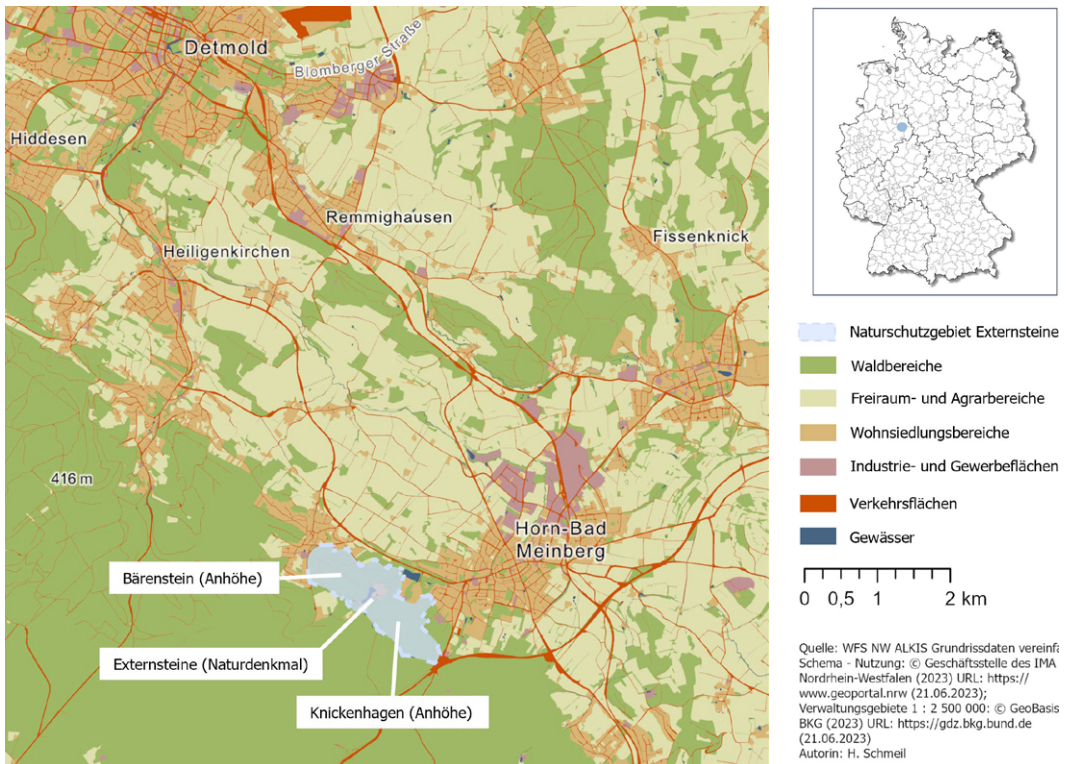 Detmold
Blomberger Straße
Hiddesen
Remmighausen
Fissenknick
Heiligenkirchen
416 m
Horn-Bad
Meinberg
Bärenstein (Anhöhe)
Externsteine (Naturdenkmal)
Knickenhagen (Anhöhe)
Naturschutzgebiet Externsteine
Waldbereiche
Freiraum- und Agrarbereiche
Wohnsiedlungsbereiche
Industrie- und Gewerbeflächen
Verkehrsflächen
Gewässer
0 0,5 1 2 km
Quelle: WFS NW ALKIS Grundrissdaten vereinfa
Schema - Nutzung: © Geschäftsstelle des IMA
Nordrhein-Westfalen (2023) URL: https://
www.geoportal.nrw (21.06.2023);
Verwaltungsgebiete 1 : 2 500 000: © GeoBasis
BKG (2023) URL: https://gdz.bkg.bund.de
(21.06.2023)
Autorin: H. Schmeil